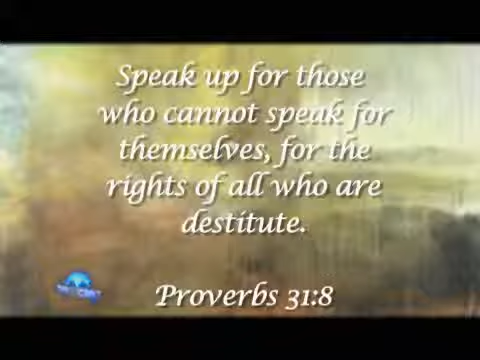 Speak up for those
who cannot speak for
themselves, for the
rights of all who are
destitute.
Proverbs 31:8